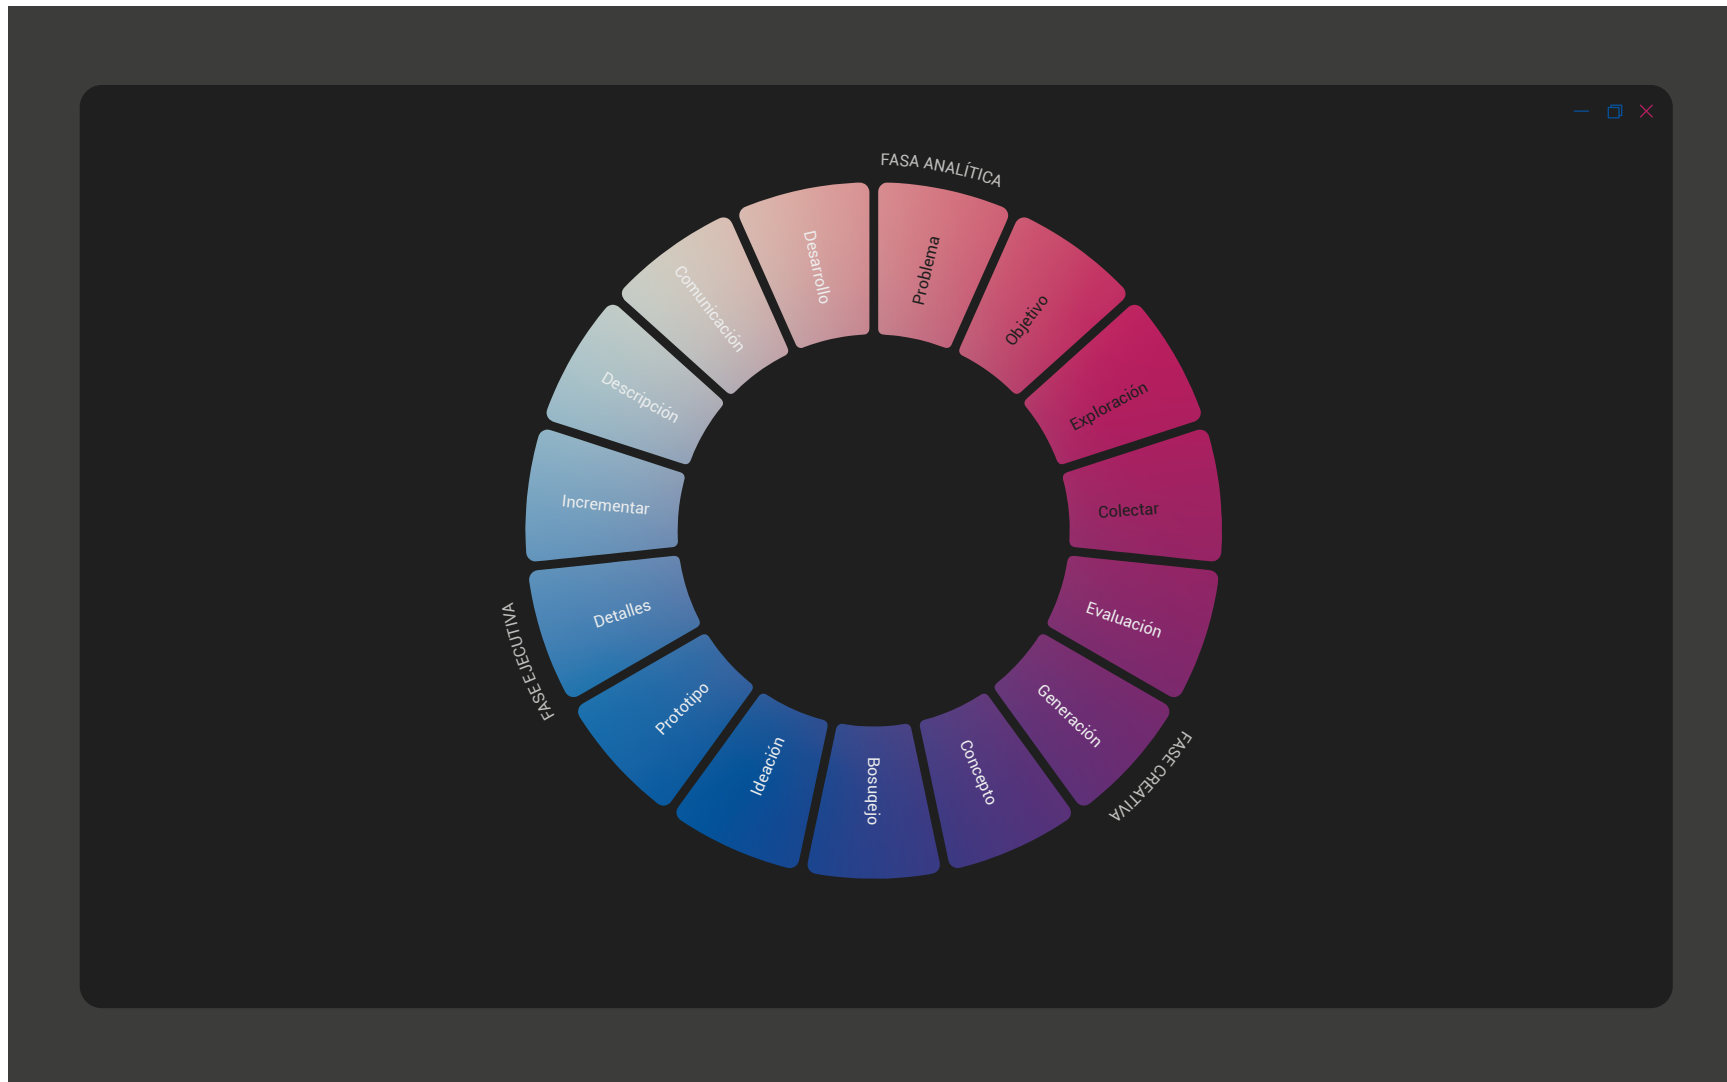 FASA ANALÍTICA
Problema
Objetivo
Exploración
Colectar
Evaluación
Generación
FASE CREATIVA
Concepto
Bosuqejo
Ideación
Prototipo
Detalles
FASE EJECUTIVA
Incrementar
Descripción
Comunicación
Desarrollo